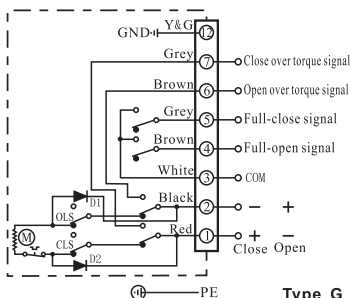 GND Y&G 12
Grey 7 Close over torque signal
Brown 6 Open over torque signal
Grey 5 Full-close signal
Brown 4 Full-open signal
White 3 COM
Black 2 − +
Red 1 + −
Close Open
D1
OLS
M
CLS
D2
PE
Type G